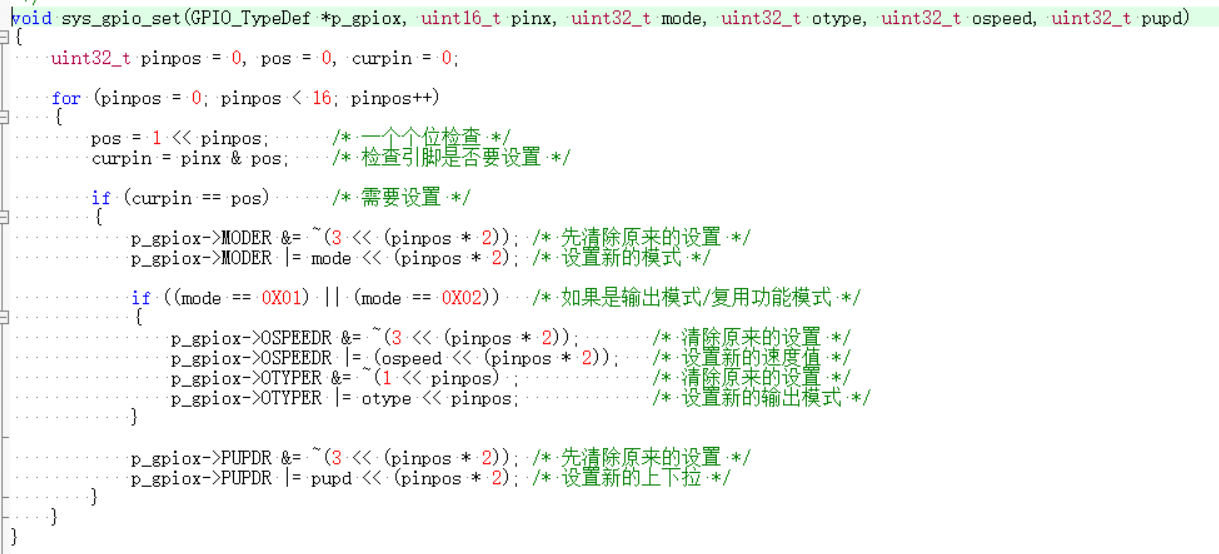 */
void sys_gpio_set(GPIO_TypeDef *p_gpiox, uint16_t pinx, uint32_t mode, uint32_t otype, uint32_t ospeed, uint32_t pupd)
{
    uint32_t pinpos = 0, pos = 0, curpin = 0;

    for (pinpos = 0; pinpos < 16; pinpos++)
    {
        pos = 1 << pinpos;      /* 一个个位检查 */
        curpin = pinx & pos;    /* 检查引脚是否要设置 */

        if (curpin == pos)      /* 需要设置 */
        {
            p_gpiox->MODER &= ~(3 << (pinpos * 2)); /* 先清除原来的设置 */
            p_gpiox->MODER |= mode << (pinpos * 2); /* 设置新的模式 */

            if ((mode == 0X01) || (mode == 0X02))   /* 如果是输出模式/复用功能模式 */
            {
                p_gpiox->OSPEEDR &= ~(3 << (pinpos * 2));       /* 清除原来的设置 */
                p_gpiox->OSPEEDR |= (ospeed << (pinpos * 2));   /* 设置新的速度值 */
                p_gpiox->OTYPER &= ~(1 << pinpos) ;             /* 清除原来的设置 */
                p_gpiox->OTYPER |= otype << pinpos;             /* 设置新的输出模式 */
            }

            p_gpiox->PUPDR &= ~(3 << (pinpos * 2)); /* 先清除原来的设置 */
            p_gpiox->PUPDR |= pupd << (pinpos * 2); /* 设置新的上下拉 */
        }
    }
}